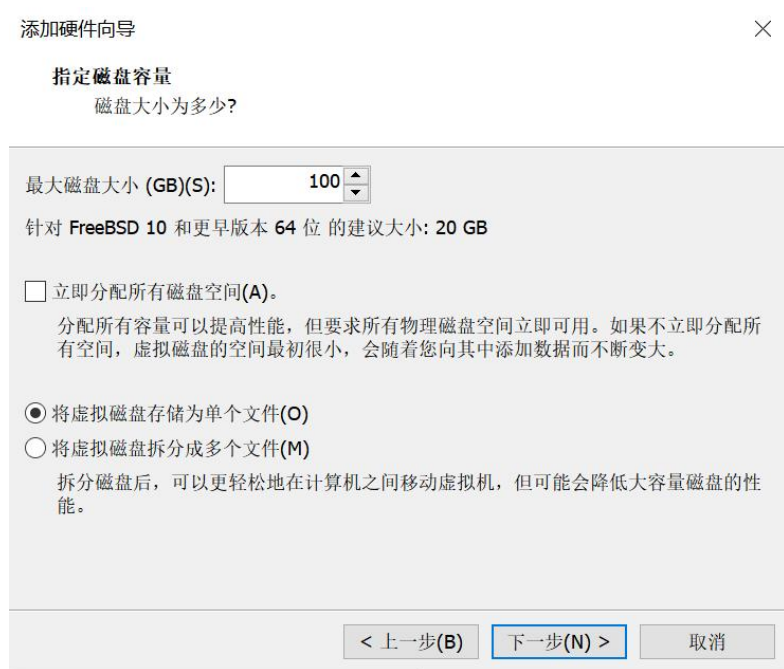 添加硬件向导
指定磁盘容量
磁盘大小为多少?
最大磁盘大小 (GB)(S): 100
针对 FreeBSD 10 和更早版本 64 位 的建议大小: 20 GB
立即分配所有磁盘空间(A)。
分配所有容量可以提高性能，但要求所有物理磁盘空间立即可用。如果不立即分配所
有空间，虚拟磁盘的空间最初很小，会随着您向其中添加数据而不断变大。
将虚拟磁盘存储为单个文件(O)
将虚拟磁盘拆分成多个文件(M)
拆分磁盘后，可以更轻松地在计算机之间移动虚拟机，但可能会降低大容量磁盘的性
能。
< 上一步(B) 下一步(N) > 取消